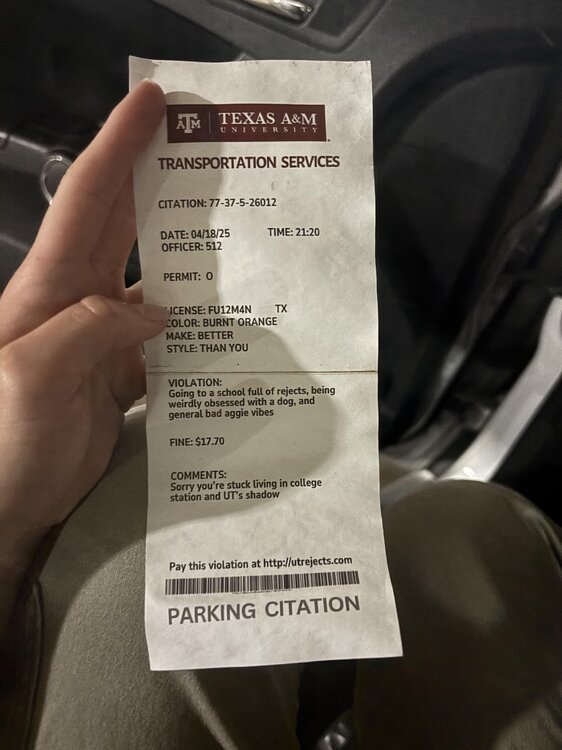 ATM | TEXAS A&M
UNIVERSITY
TRANSPORTATION SERVICES
CITATION: 77-37-5-26012
DATE: 04/18/25 TIME: 21:20
OFFICER: 512
PERMIT: O
LICENSE: FU12M4N TX
COLOR: BURNT ORANGE
MAKE: BETTER
STYLE: THAN YOU
VIOLATION:
Going to a school full of rejects, being
weirdly obsessed with a dog, and
general bad aggie vibes
FINE: $17.70
COMMENTS:
Sorry you're stuck living in college
station and UT's shadow
Pay this violation at http://utrejects.com
PARKING CITATION